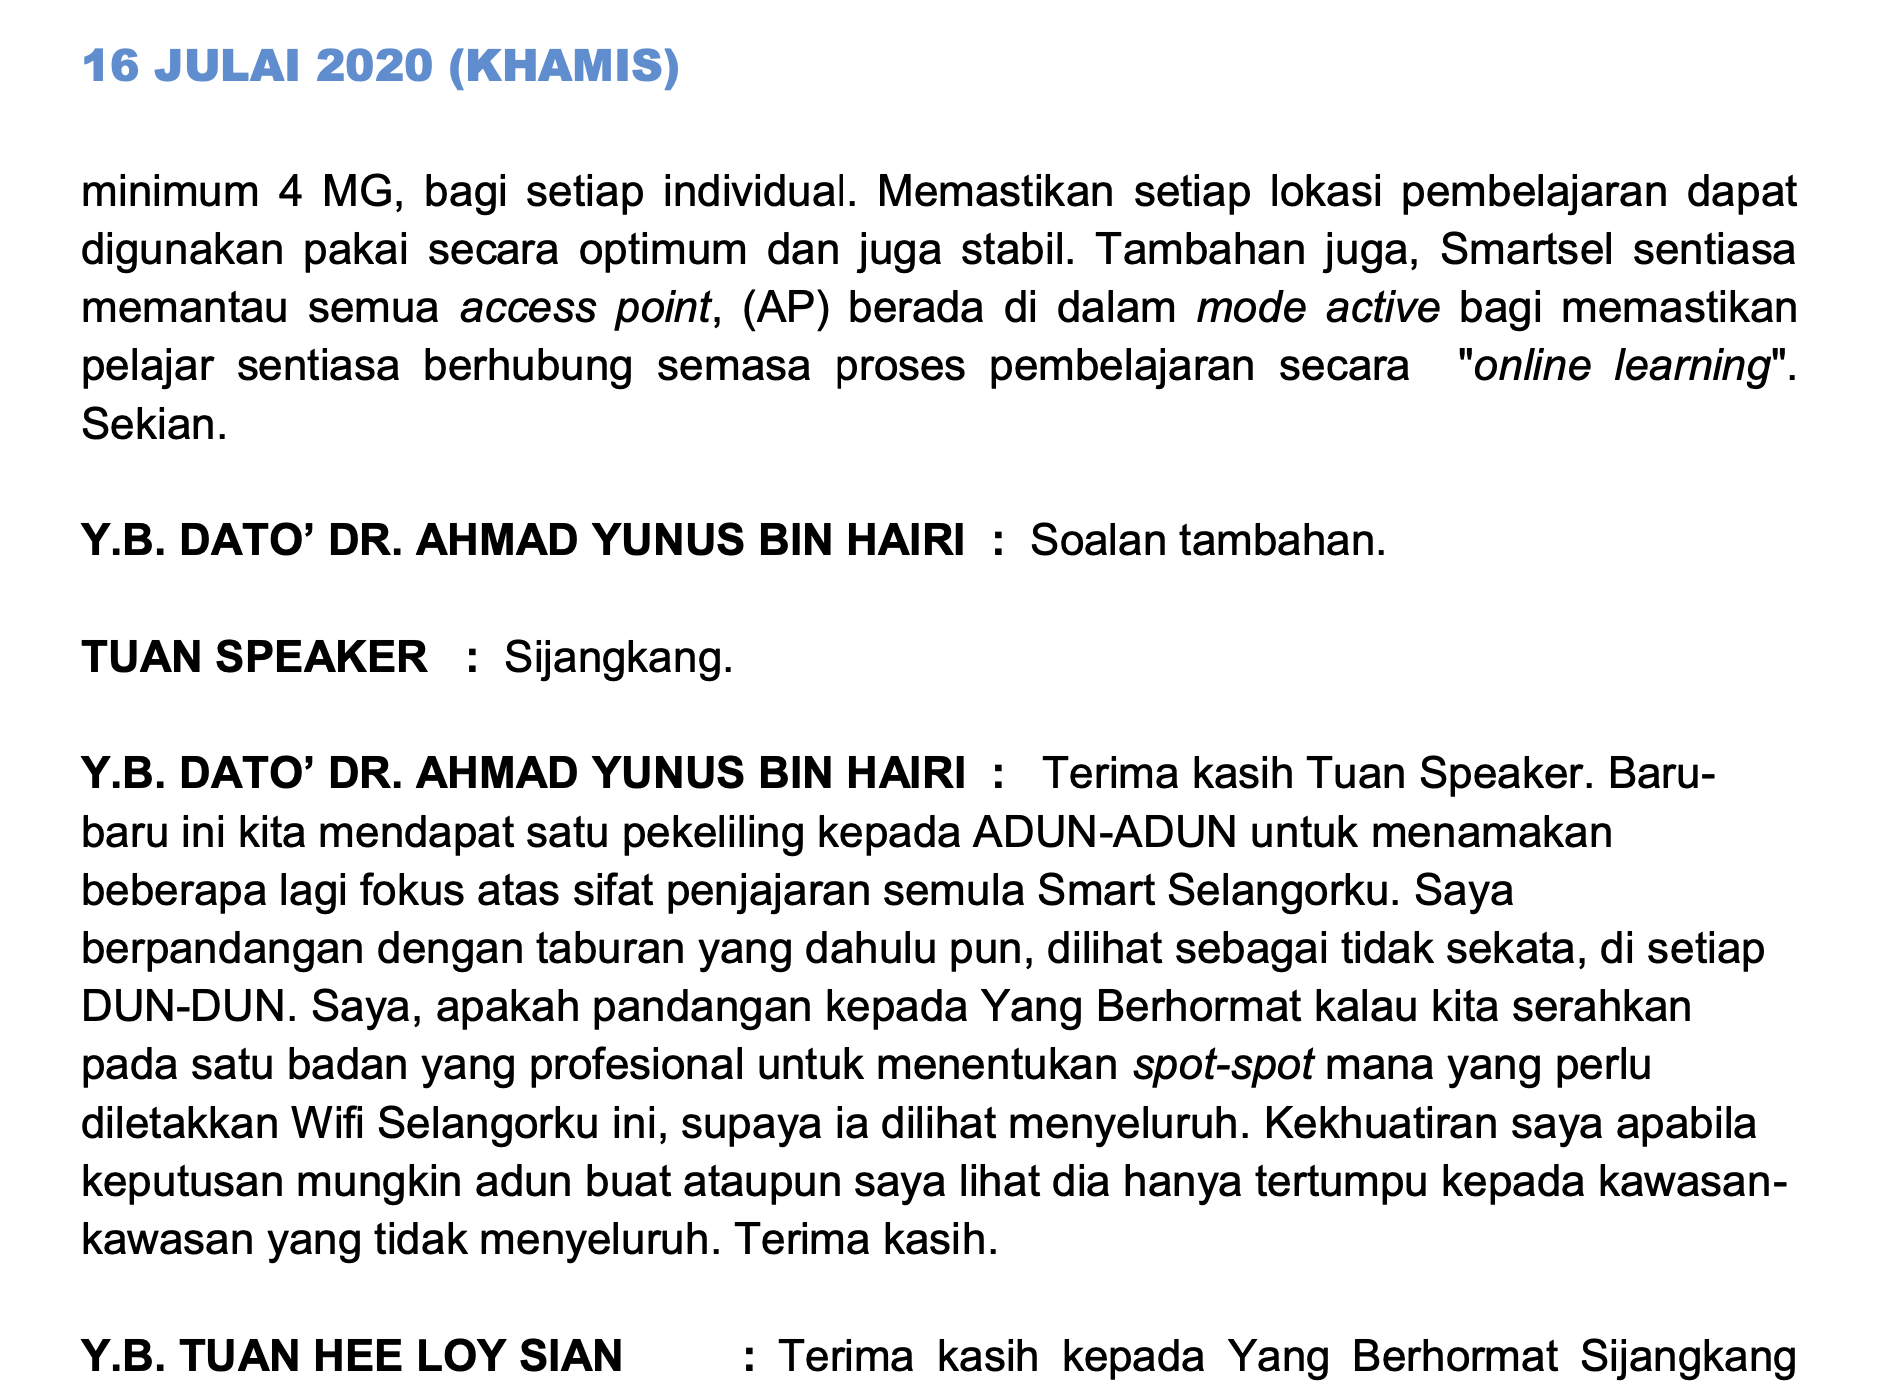 16 JULAI 2020 (KHAMIS)
minimum 4 MG, bagi setiap individual. Memastikan setiap lokasi pembelajaran dapat
digunakan pakai secara optimum dan juga stabil. Tambahan juga, Smartsel sentiasa
memantau semua access point, (AP) berada di dalam mode active bagi memastikan
pelajar sentiasa berhubung semasa proses pembelajaran secara "online learning".
Sekian.
Y.B. DATO’ DR. AHMAD YUNUS BIN HAIRI : Soalan tambahan.
TUAN SPEAKER : Sijangkang.
Y.B. DATO’ DR. AHMAD YUNUS BIN HAIRI : Terima kasih Tuan Speaker. Baru-
baru ini kita mendapat satu pekeliling kepada ADUN-ADUN untuk menamakan
beberapa lagi fokus atas sifat penjajaran semula Smart Selangorku. Saya
berpandangan dengan taburan yang dahulu pun, dilihat sebagai tidak sekata, di setiap
DUN-DUN. Saya, apakah pandangan kepada Yang Berhormat kalau kita serahkan
pada satu badan yang profesional untuk menentukan spot-spot mana yang perlu
diletakkan Wifi Selangorku ini, supaya ia dilihat menyeluruh. Kekhuatiran saya apabila
keputusan mungkin adun buat ataupun saya lihat dia hanya tertumpu kepada kawasan-
kawasan yang tidak menyeluruh. Terima kasih.
Y.B. TUAN HEE LOY SIAN : Terima kasih kepada Yang Berhormat Sijangkang